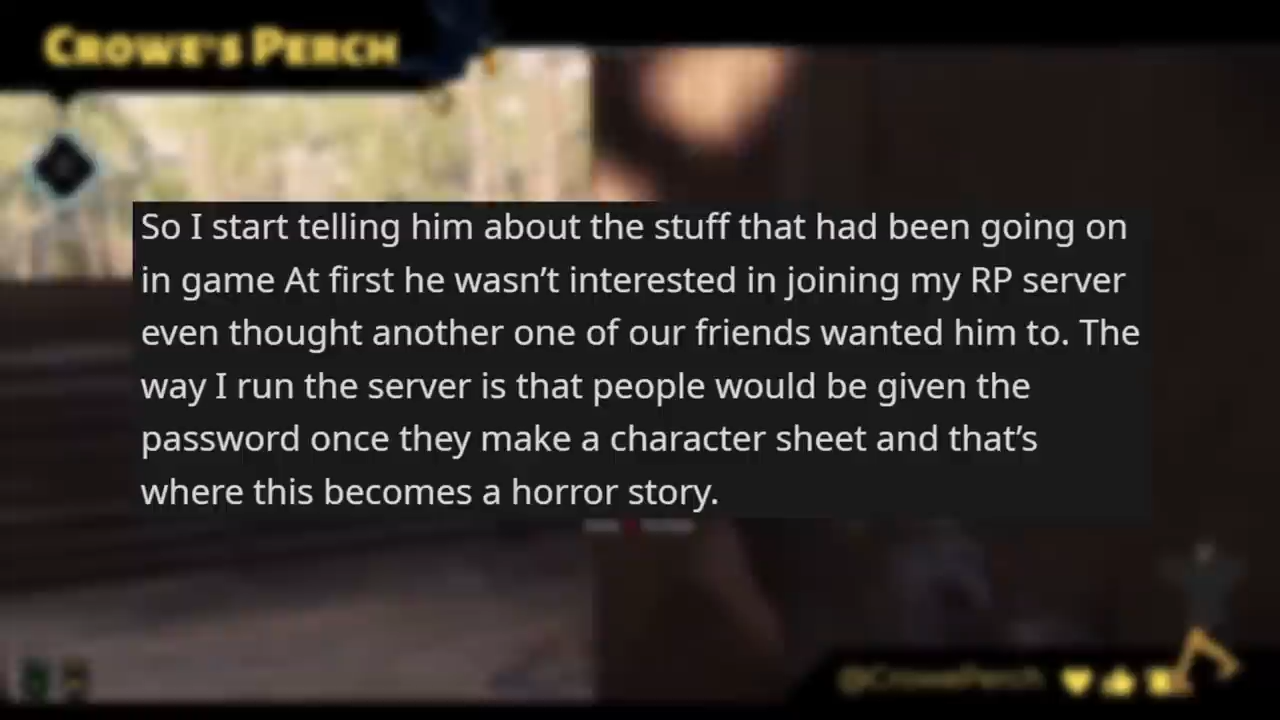 CROWE'S PERCH
So I start telling him about the stuff that had been going on
in game At first he wasn't interested in joining my RP server
even thought another one of our friends wanted him to. The
way I run the server is that people would be given the
password once they make a character sheet and that's
where this becomes a horror story.
@CrowesPerch